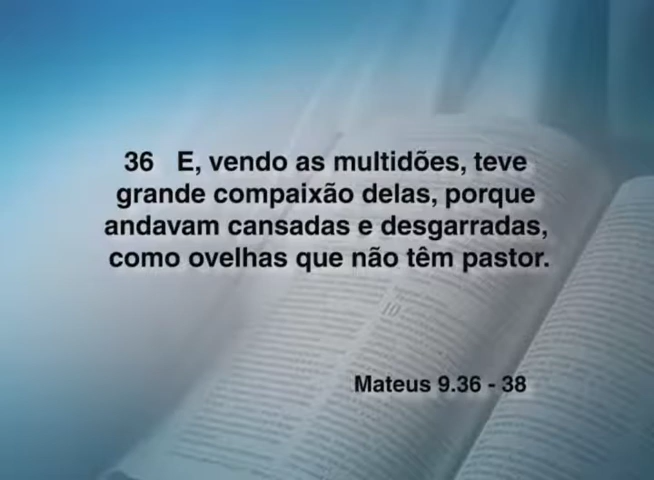 36 E, vendo as multidões, teve
grande compaixão delas, porque
andavam cansadas e desgarradas,
como ovelhas que não têm pastor.
10
Mateus 9.36 - 38